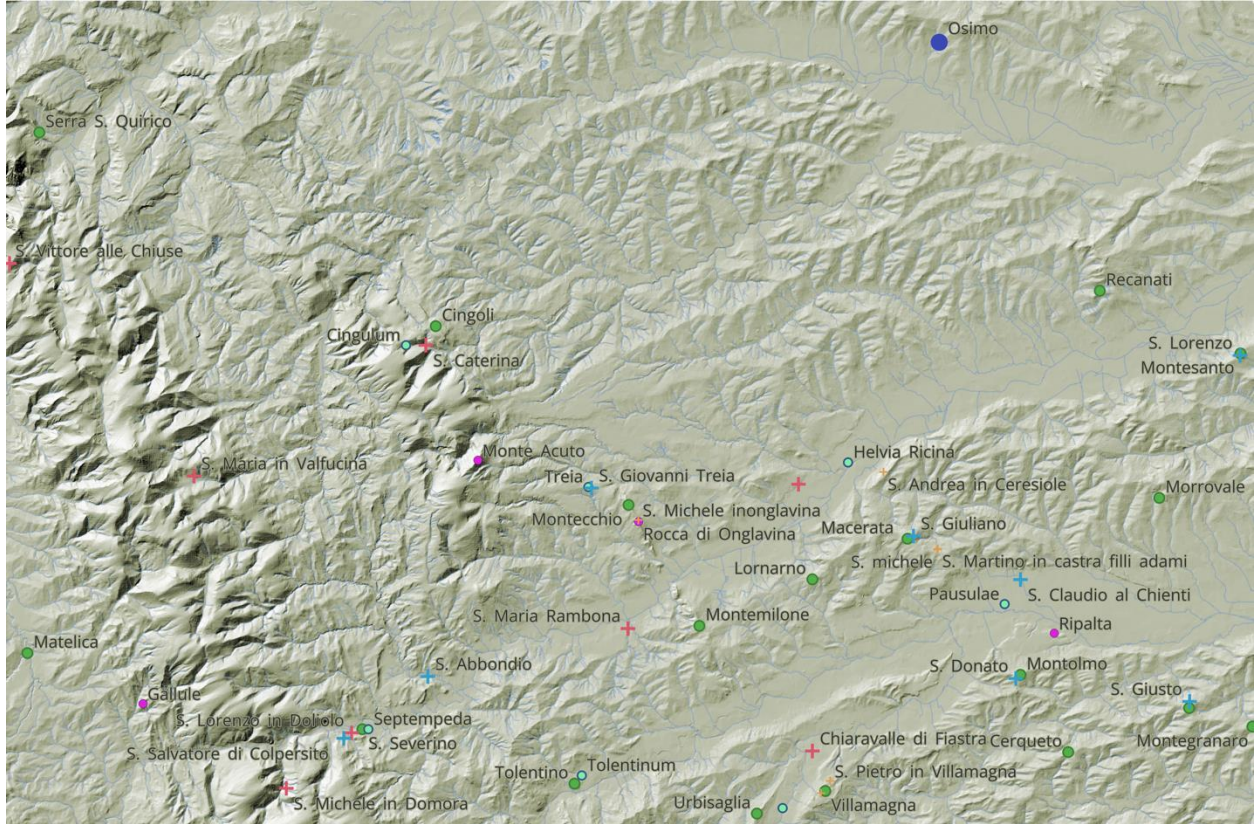 Osimo
Serra S. Quirico
S. Vittore alle Chiuse
Recanati
Cingoli
Cingulum
S. Caterina
S. Lorenzo
Montesanto
Monte Acuto
Helvia Ricina
S. Maria in Valfucina
Treia
S. Giovanni Treia
S. Andrea in Ceresiole
Morrovale
S. Michele inonglavina
Montecchio
Rocca di Onglavina
Macerata
S. Giuliano
S. michele
S. Martino in castra filli adami
Lornarno
S. Claudio al Chienti
Pausulae
S. Maria Rambona
Montemilone
Ripalta
Matelica
S. Abbondio
S. Donato
Montolmo
Gallule
S. Giusto
S. Lorenzo in Doliolo
Septempeda
S. Severino
S. Salvatore di Colpersito
Chiaravalle di Fiastra
Cerqueto
Montegranaro
Tolentino
Tolentinum
S. Pietro in Villamagna
S. Michele in Domora
Urbisaglia
Villamagna